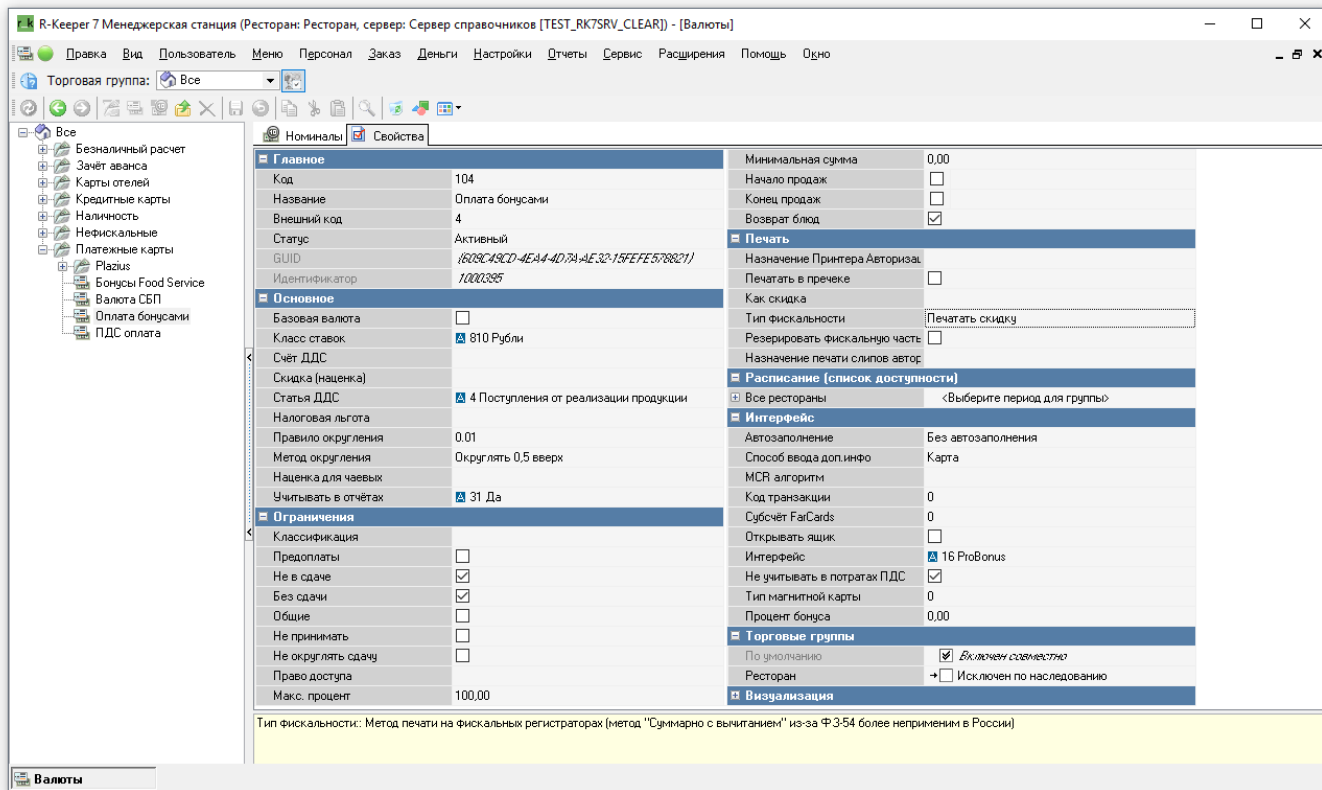 R-Keeper 7 Менеджерская станция (Ресторан: Ресторан, сервер: Сервер справочников [TEST_RK7SRV_CLEAR]) - [Валюты]
Правка Вид Пользователь Меню Персонал Заказ Деньги Настройки Отчеты Сервис Расширения Помощь Окно
Торговая группа: Все
Все
Безналичный расчет
Зачёт аванса
Карты отелей
Кредитные карты
Наличность
Нефискальные
Платежные карты
Plazius
Бонусы Food Service
Валюта СБП
Оплата бонусами
ПДС оплата
Номиналы Свойства
Главное
Код 104
Название Оплата бонусами
Внешний код 4
Статус Активный
GUID {609C49CD-4EA4-4D7A-AE32-15FEFE578821}
Идентификатор 1000395
Основное
Базовая валюта
Класс ставок 810 Рубли
Счёт ДДС
Скидка (наценка)
Статья ДДС 4 Поступления от реализации продукции
Налоговая льгота
Правило округления 0.01
Метод округления Округлять 0,5 вверх
Наценка для чаевых
Учитывать в отчётах 31 Да
Ограничения
Классификация
Предоплаты
Не в сдаче
Без сдачи
Общие
Не принимать
Не округлять сдачу
Право доступа
Макс. процент 100,00
Минимальная сумма 0,00
Начало продаж
Конец продаж
Возврат блюд
Печать
Назначение Принтера Авторизац
Печатать в пречеке
Как скидка
Тип фискальности Печатать скидку
Резерировать фискальную часть
Назначение печати слипов автор
Расписание (список доступности)
Все рестораны <Выберите период для группы>
Интерфейс
Автозаполнение Без автозаполнения
Способ ввода доп.инфо Карта
MCR алгоритм
Код транзакции 0
Субсчёт FarCards 0
Открывать ящик
Интерфейс 16 ProBonus
Не учитывать в потратах ПДС
Тип магнитной карты 0
Процент бонуса 0,00
Торговые группы
По умолчанию Включен совместно
Ресторан Исключен по наследованию
Визуализация
Тип фискальности:: Метод печати на фискальных регистраторах (метод "Суммарно с вычитанием" из-за ФЗ-54 более неприменим в России)
Валюты